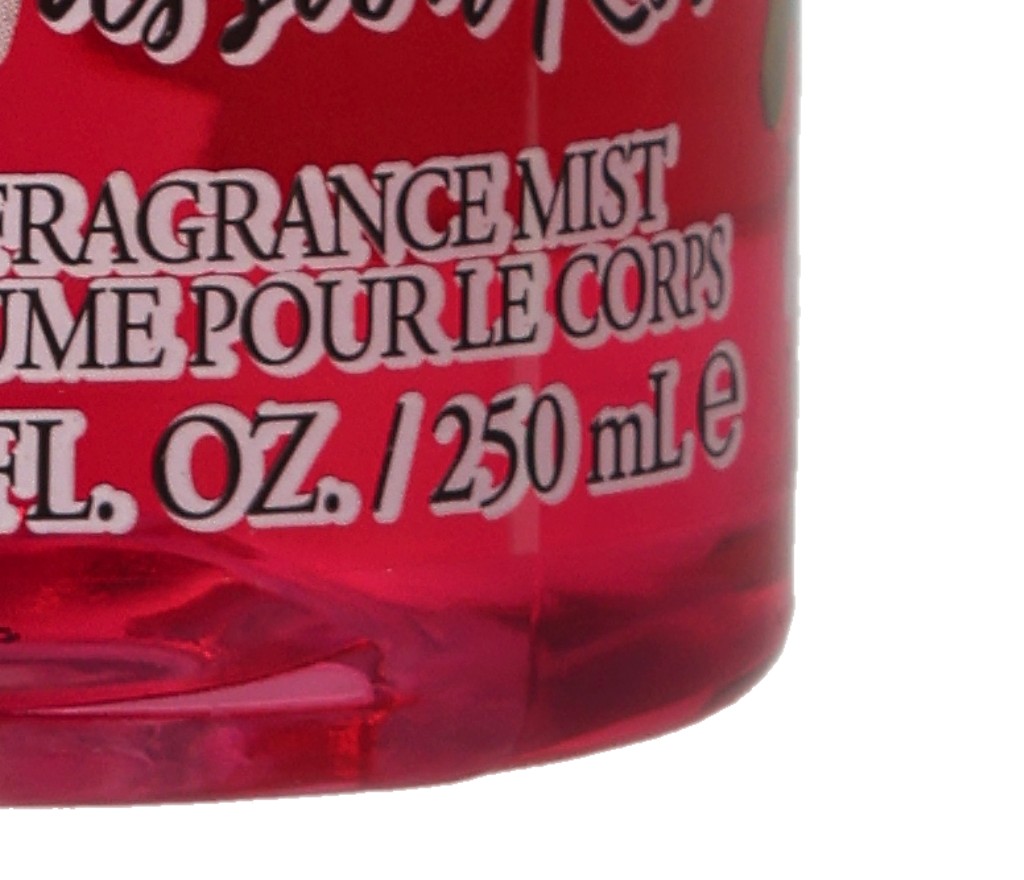 FRAGRANCE MIST
UME POUR LE CORPS
FL. OZ. / 250 mL ℮